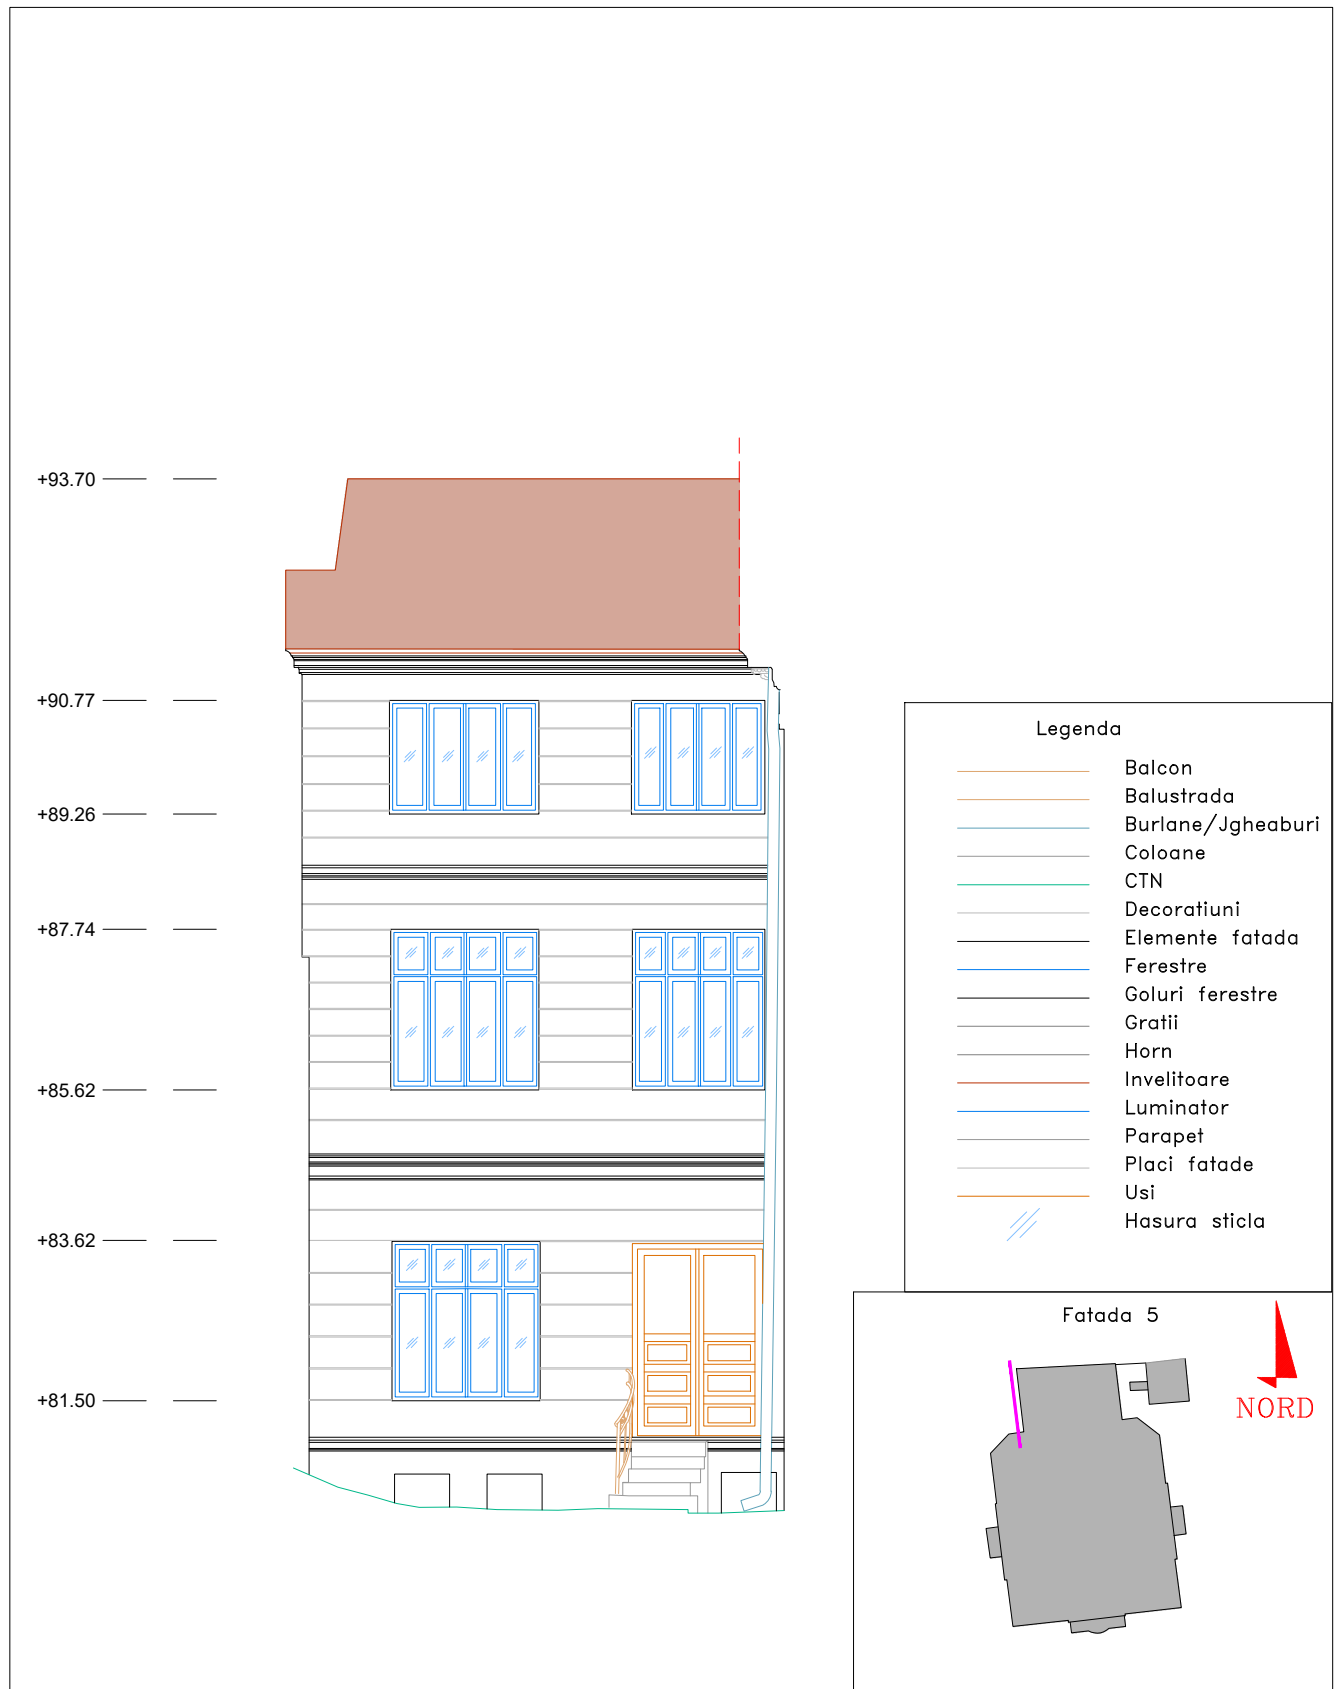 +93.70
+90.77
+89.26
+87.74
+85.62
+83.62
+81.50
Legenda
Balcon
Balustrada
Burlane/Jgheaburi
Coloane
CTN
Decoratiuni
Elemente fatada
Ferestre
Goluri ferestre
Gratii
Horn
Invelitoare
Luminator
Parapet
Placi fatade
Usi
Hasura sticla
Fatada 5
NORD